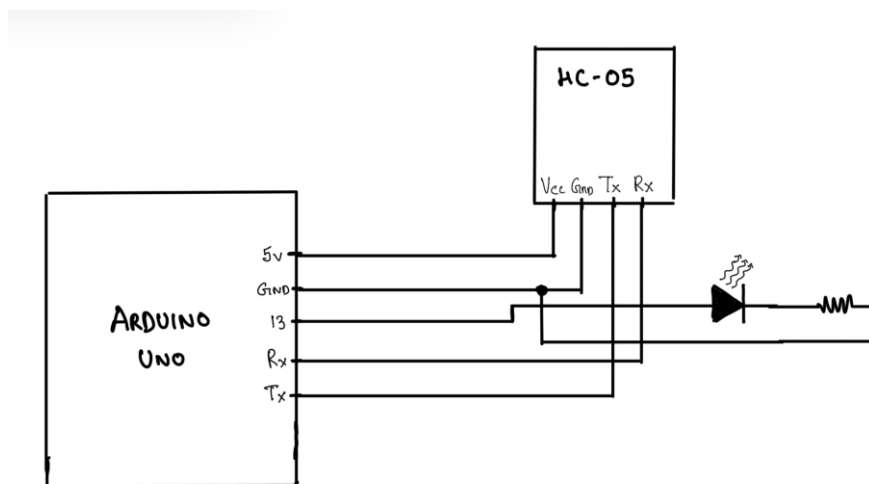 HC-05
Vcc Gnd Tx Rx
5v
GND
13
Rx
Tx
ARDUINO
UNO